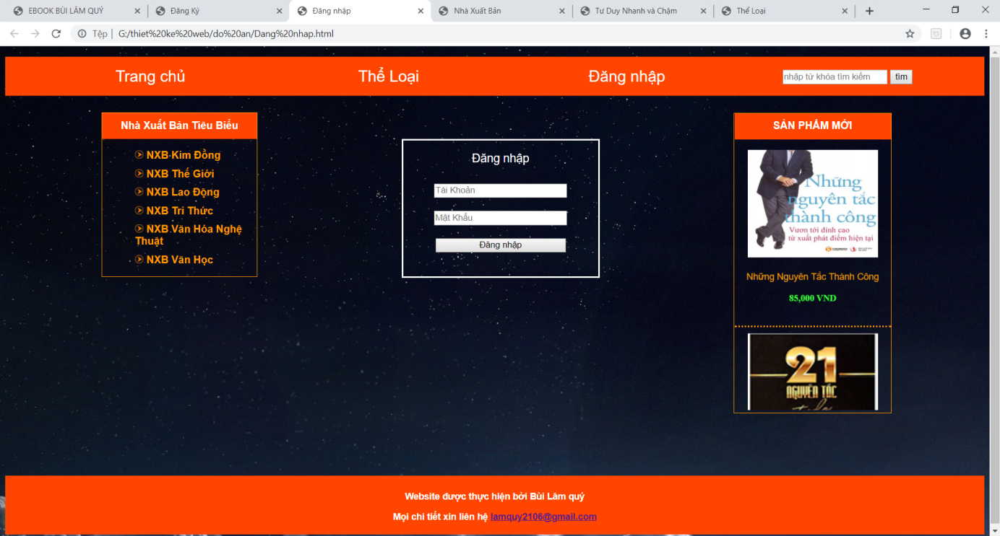 EBOOK BÙI LÂM QUÝ
Đăng Ký
Đăng nhập
Nhà Xuất Bản
Tư Duy Nhanh và Chậm
Thể Loại
Tệp | G:/thiet%20ke%20web/do%20an/Dang%20nhap.html
Trang chủ
Thể Loại
Đăng nhập
nhập từ khóa tìm kiếm
tìm
Nhà Xuất Bản Tiêu Biểu
NXB Kim Đồng
NXB Thế Giới
NXB Lao Động
NXB Tri Thức
NXB Văn Hóa Nghệ
Thuật
NXB Văn Học
Đăng nhập
Tài Khoản
Mật Khẩu
Đăng nhập
SẢN PHẨM MỚI
Những
nguyên tắc
thành công
Vươn tới đỉnh cao
từ xuất phát điểm hiện tại
Những Nguyên Tắc Thành Công
85,000 VND
21
NGUYÊN TẮC
Website được thực hiện bởi Bùi Lâm quý
Mọi chi tiết xin liên hệ lamquy2106@gmail.com